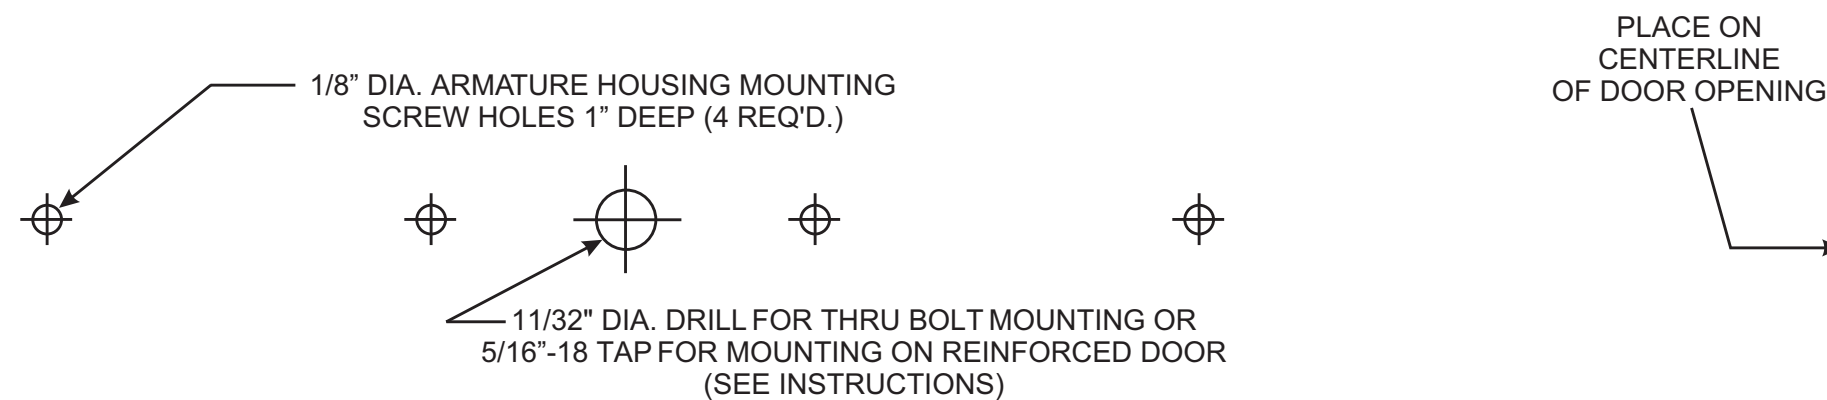 1/8” DIA. ARMATURE HOUSING MOUNTING
SCREW HOLES 1” DEEP (4 REQ'D.)
PLACE ON
CENTERLINE
OF DOOR OPENING
11/32" DIA. DRILL FOR THRU BOLT MOUNTING OR
5/16”-18 TAP FOR MOUNTING ON REINFORCED DOOR
(SEE INSTRUCTIONS)